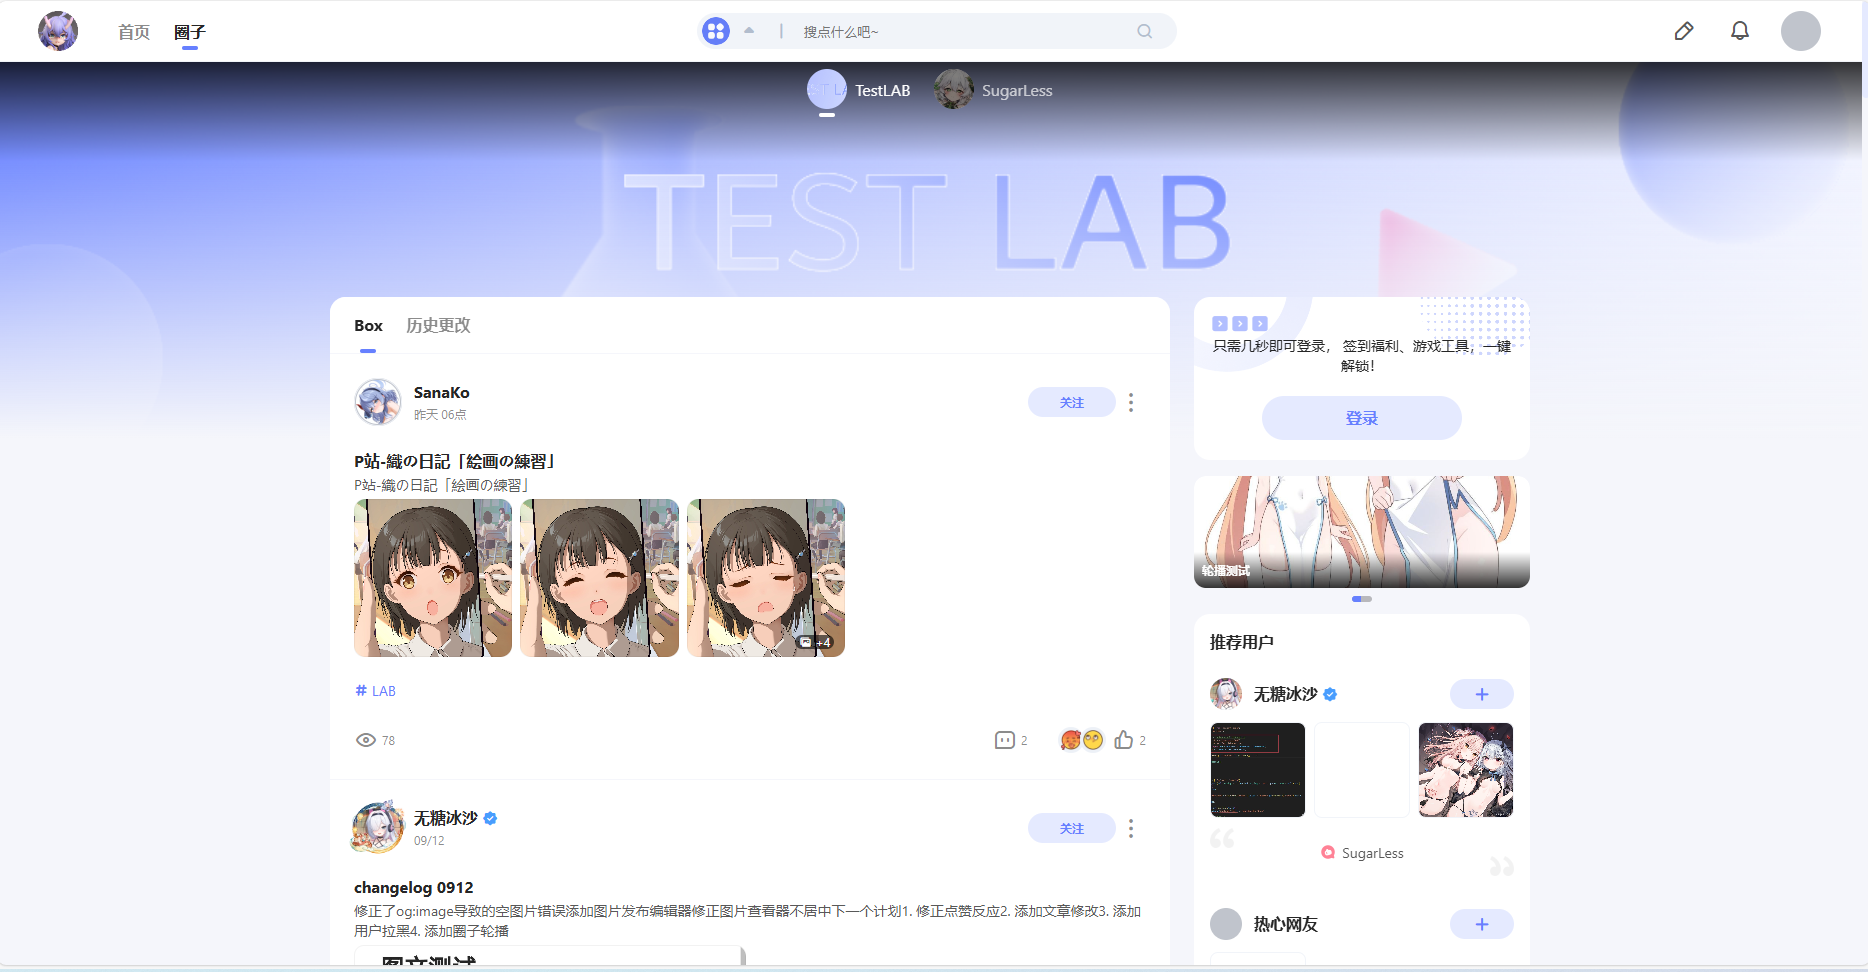 首页
圈子
搜点什么吧~
TestLAB
SugarLess
TEST LAB
Box
历史更改
SanaKo
昨天 06点
关注
P站-織の日記「絵画の練習」
P站-織の日記「絵画の練習」
+4
# LAB
78
2
2
无糖冰沙
09/12
关注
changelog 0912
修正了og:image导致的空图片错误添加图片发布编辑器修正图片查看器不居中下一个计划1. 修正点赞反应2. 添加文章修改3. 添加
用户拉黑4. 添加圈子轮播
图文测试
只需几秒即可登录， 签到福利、游戏工具，一键
解锁！
登录
轮播测试
推荐用户
无糖冰沙
SugarLess
热心网友